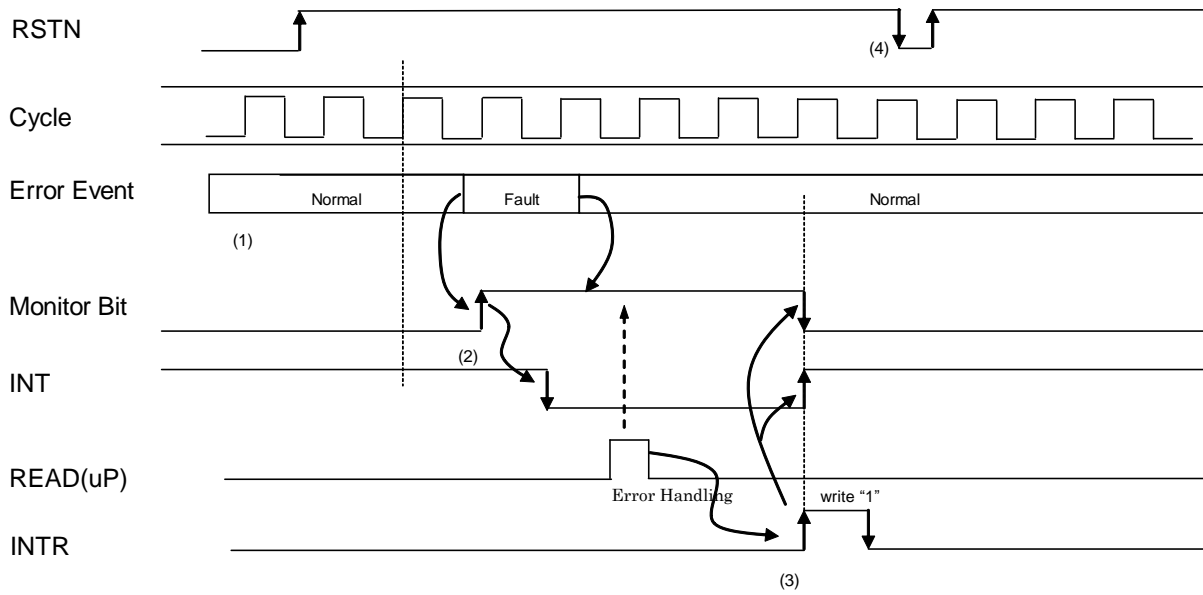 RSTN
(4)
Cycle
Error Event
Normal
Fault
Normal
(1)
Monitor Bit
(2)
INT
READ(uP)
Error Handling
write “1”
INTR
(3)